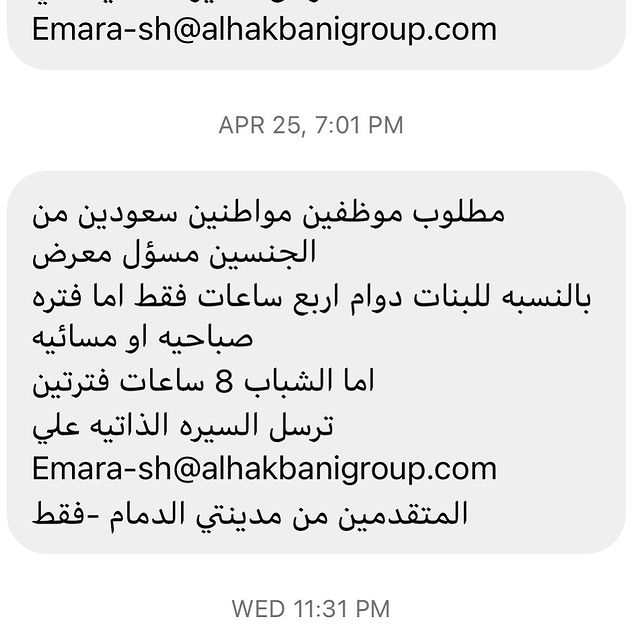 Emara-sh@alhakbanigroup.com
APR 25, 7:01 PM
مطلوب موظفين مواطنين سعودين من
الجنسين مسؤل معرض
بالنسبه للبنات دوام اربع ساعات فقط اما فتره
صباحيه او مسائيه
اما الشباب 8 ساعات فترتين
ترسل السيره الذاتيه علي
Emara-sh@alhakbanigroup.com
المتقدمين من مدينتي الدمام -فقط
WED 11:31 PM